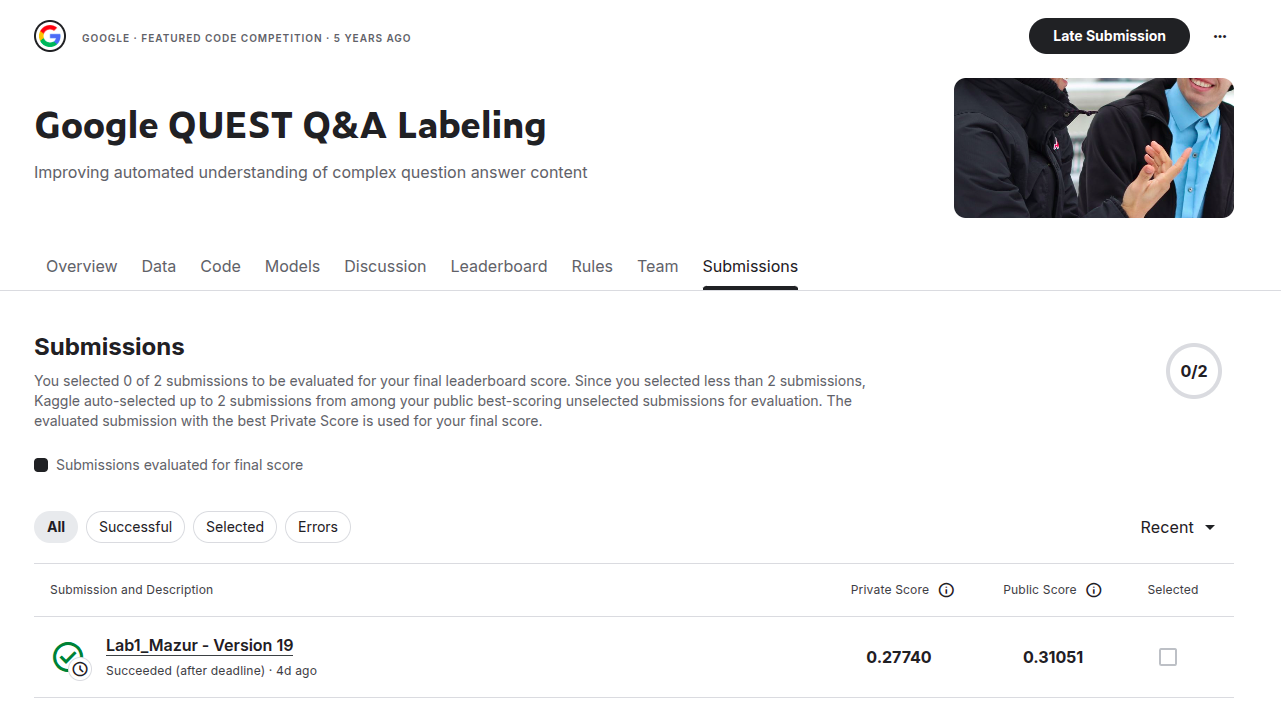 GOOGLE · FEATURED CODE COMPETITION · 5 YEARS AGO
Late Submission
Google QUEST Q&A Labeling
Improving automated understanding of complex question answer content
Overview Data Code Models Discussion Leaderboard Rules Team Submissions
Submissions
You selected 0 of 2 submissions to be evaluated for your final leaderboard score. Since you selected less than 2 submissions,
Kaggle auto-selected up to 2 submissions from among your public best-scoring unselected submissions for evaluation. The
evaluated submission with the best Private Score is used for your final score.
0/2
Submissions evaluated for final score
All Successful Selected Errors Recent
Submission and Description Private Score Public Score Selected
Lab1_Mazur - Version 19
Succeeded (after deadline) · 4d ago
0.27740 0.31051